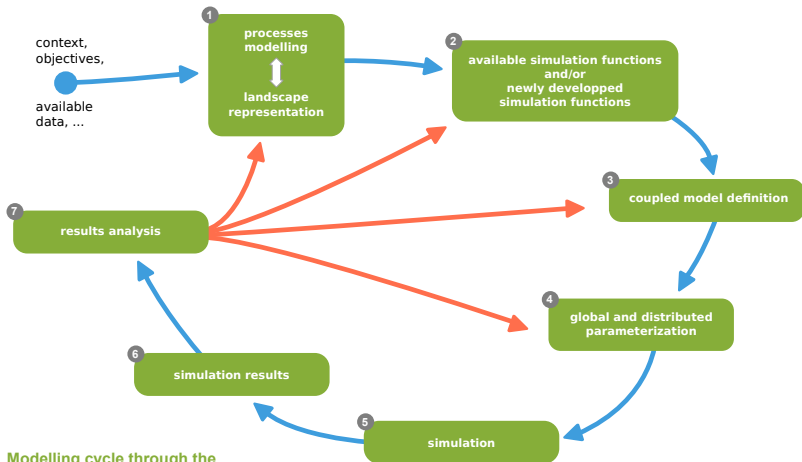 context,
objectives,
available
data, ...
1
processes
modelling
landscape
representation
2
available simulation functions
and/or
newly developped
simulation functions
3
coupled model definition
4
global and distributed
parameterization
5
simulation
6
simulation results
7
results analysis
Modelling cycle through the